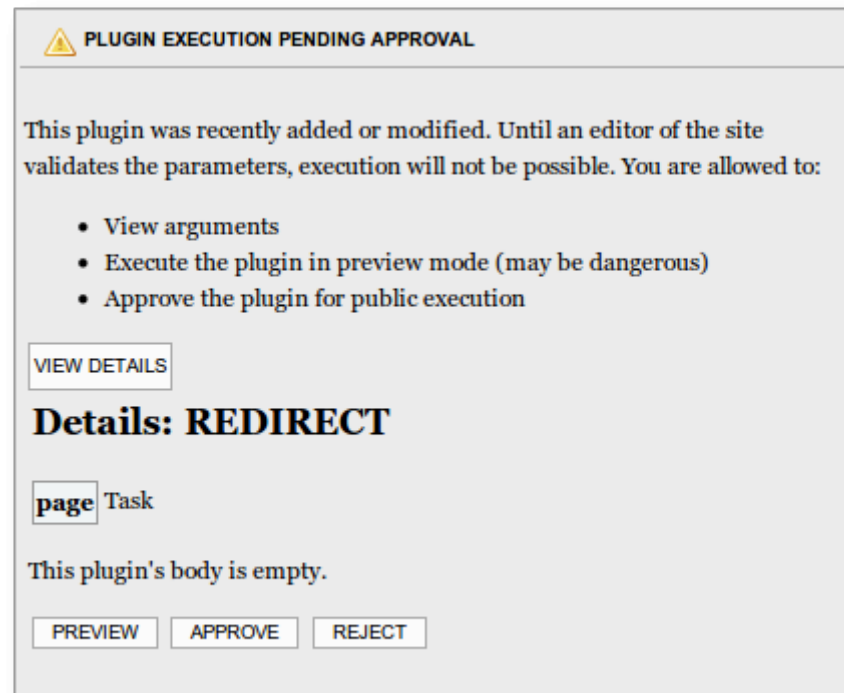 PLUGIN EXECUTION PENDING APPROVAL
This plugin was recently added or modified. Until an editor of the site
validates the parameters, execution will not be possible. You are allowed to:
• View arguments
• Execute the plugin in preview mode (may be dangerous)
• Approve the plugin for public execution
VIEW DETAILS
Details: REDIRECT
page Task
This plugin's body is empty.
PREVIEW APPROVE REJECT